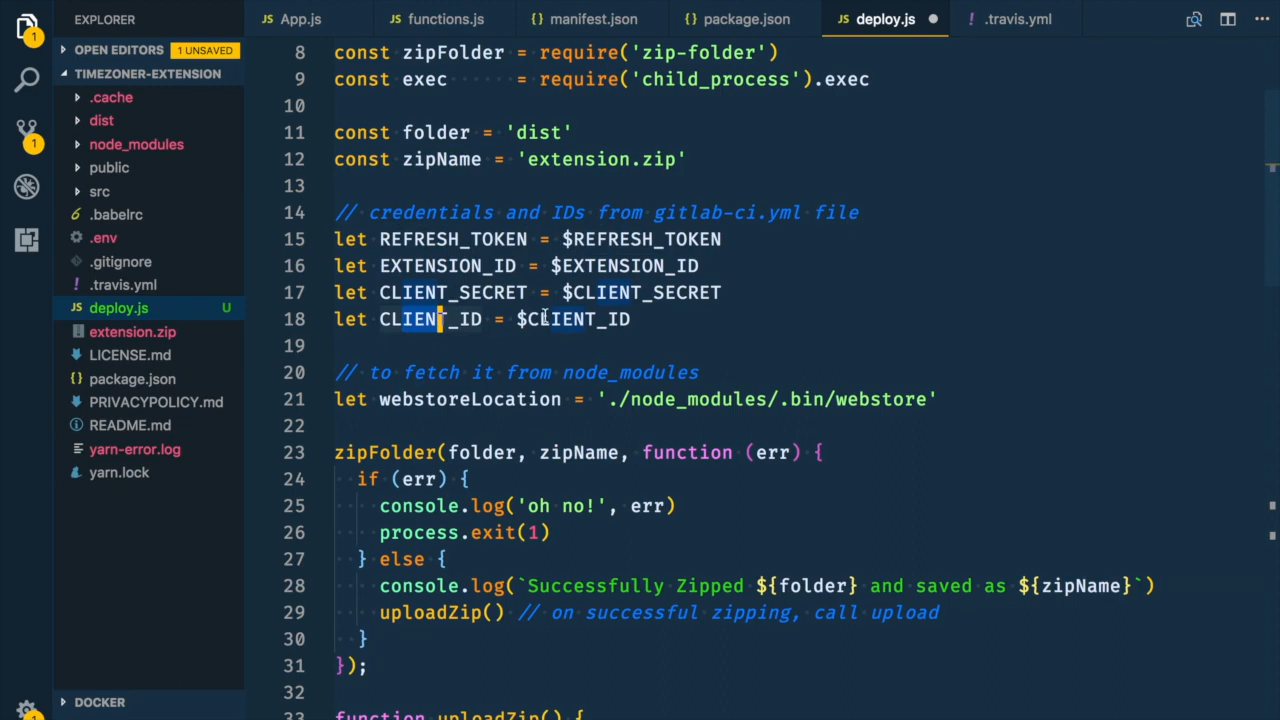 EXPLORER
App.js
functions.js
manifest.json
package.json
deploy.js
.travis.yml
OPEN EDITORS
1 UNSAVED
TIMEZONER-EXTENSION
.cache
dist
node_modules
public
src
.babelrc
.env
.gitignore
.travis.yml
deploy.js U
extension.zip
LICENSE.md
package.json
PRIVACYPOLICY.md
README.md
yarn-error.log
yarn.lock
DOCKER
8 const zipFolder = require('zip-folder')
9 const exec = require('child_process').exec
10
11 const folder = 'dist'
12 const zipName = 'extension.zip'
13
14 // credentials and IDs from gitlab-ci.yml file
15 let REFRESH_TOKEN = $REFRESH_TOKEN
16 let EXTENSION_ID = $EXTENSION_ID
17 let CLIENT_SECRET = $CLIENT_SECRET
18 let CLIENT_ID = $CLIENT_ID
19
20 // to fetch it from node_modules
21 let webstoreLocation = './node_modules/.bin/webstore'
22
23 zipFolder(folder, zipName, function (err) {
24 if (err) {
25 console.log('oh no!', err)
26 process.exit(1)
27 } else {
28 console.log(`Successfully Zipped ${folder} and saved as ${zipName}`)
29 uploadZip() // on successful zipping, call upload
30 }
31 });
32
33 function uploadZip() {